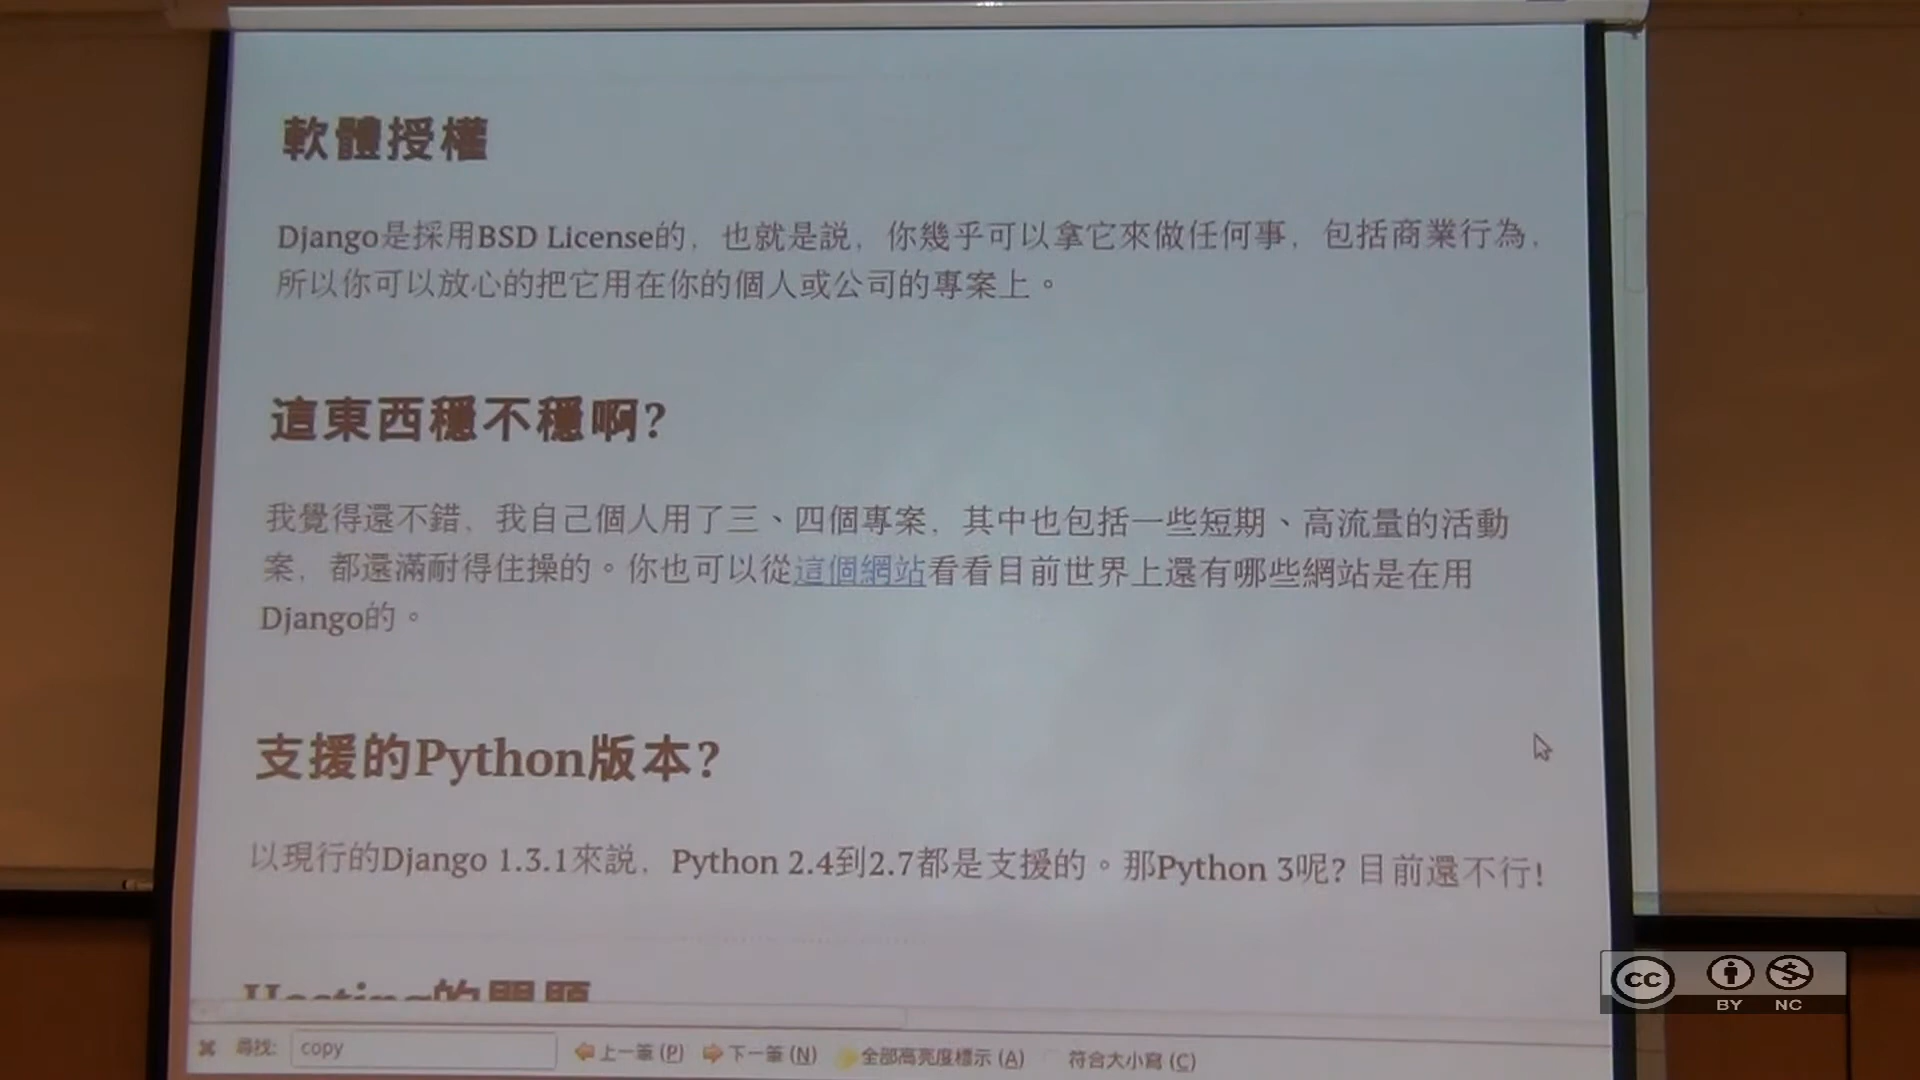 軟體授權
Django是採用BSD License的，也就是說，你幾乎可以拿它來做任何事，包括商業行為，
所以你可以放心的把它用在你的個人或公司的專案上。
這東西穩不穩啊?
我覺得還不錯，我自己個人用了三、四個專案，其中也包括一些短期、高流量的活動
案，都還滿耐得住操的。你也可以從這個網站看看目前世界上還有哪些網站是在用
Django的。
支援的Python版本?
以現行的Django 1.3.1來說，Python 2.4到2.7都是支援的。那Python 3呢? 目前還不行!
Hosting的問題
尋找: copy 上一筆 (P) 下一筆 (N) 全部高亮度標示 (A) 符合大小寫 (C)
CC BY NC